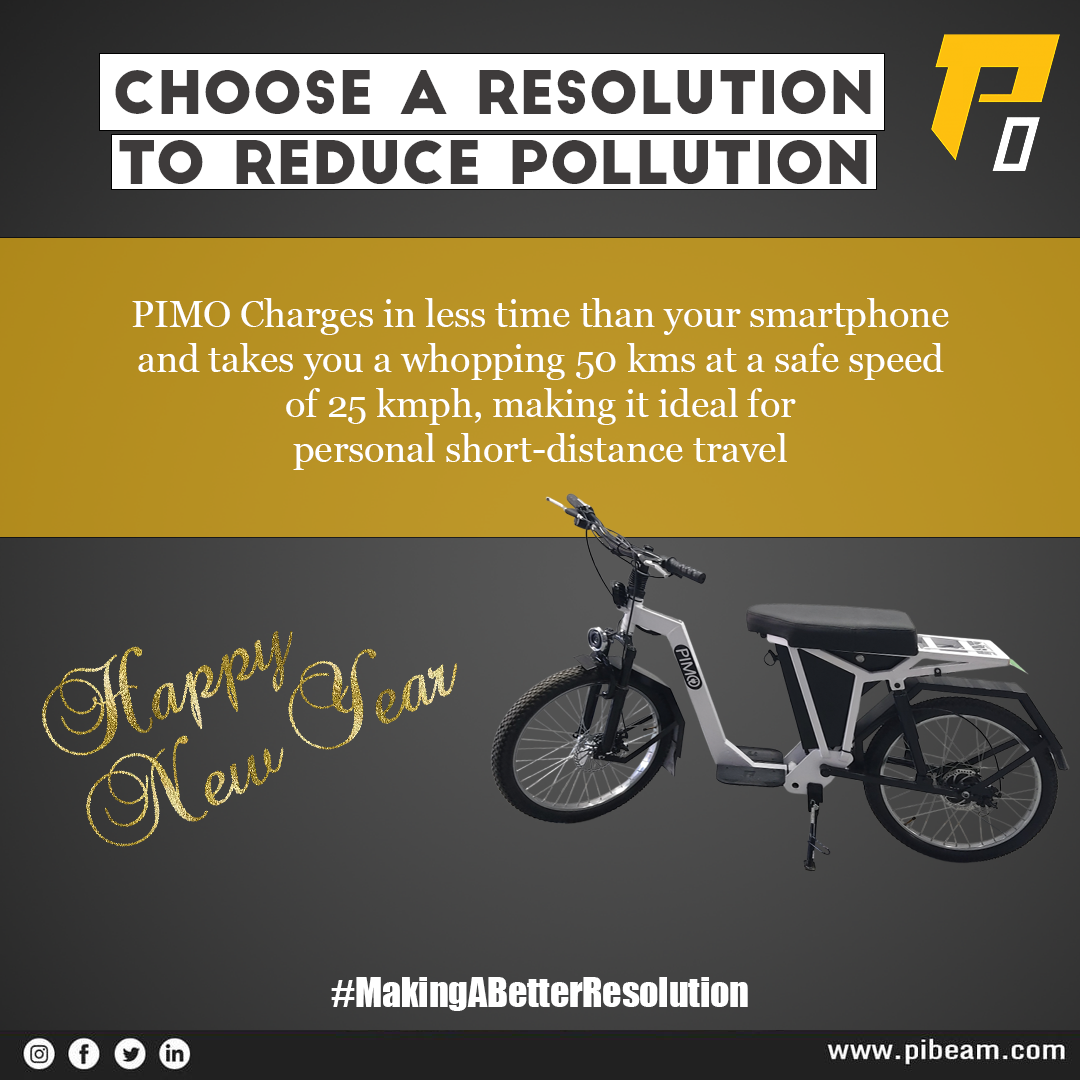 CHOOSE A RESOLUTION
TO REDUCE POLLUTION
PIMO Charges in less time than your smartphone
and takes you a whopping 50 kms at a safe speed
of 25 kmph, making it ideal for
personal short-distance travel
PIMO
Happy
New Year
#MakingABetterResolution
www.pibeam.com